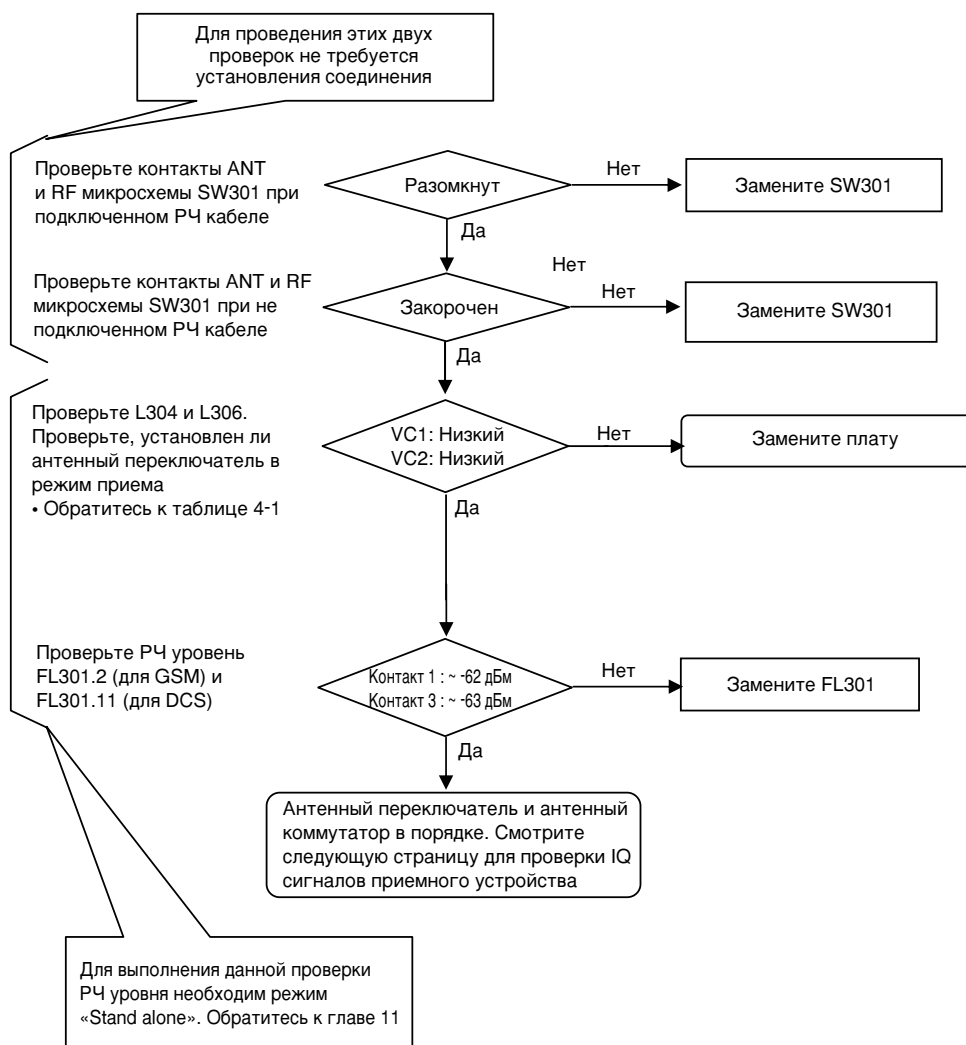 Для проведения этих двух
проверок не требуется
установления соединения
Проверьте контакты ANT
и RF микросхемы SW301 при
подключенном РЧ кабеле
Разомкнут
Нет
Замените SW301
Да
Нет
Проверьте контакты ANT и RF
микросхемы SW301 при не
подключенном РЧ кабеле
Закорочен
Нет
Замените SW301
Да
Проверьте L304 и L306.
Проверьте, установлен ли
антенный переключатель в
режим приема
• Обратитесь к таблице 4-1
VC1: Низкий
VC2: Низкий
Нет
Замените плату
Да
Проверьте РЧ уровень
FL301.2 (для GSM) и
FL301.11 (для DCS)
Контакт 1 : ~ -62 дБм
Контакт 3 : ~ -63 дБм
Нет
Замените FL301
Да
Антенный переключатель и антенный
коммутатор в порядке. Смотрите
следующую страницу для проверки IQ
сигналов приемного устройства
Для выполнения данной проверки
РЧ уровня необходим режим
«Stand alone». Обратитесь к главе 11